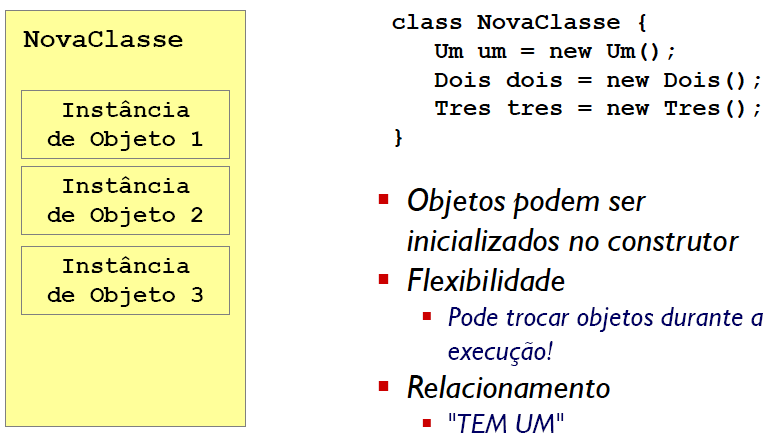 NovaClasse
Instância
de Objeto 1
Instância
de Objeto 2
Instância
de Objeto 3
class NovaClasse {
Um um = new Um();
Dois dois = new Dois();
Tres tres = new Tres();
}
Objetos podem ser
inicializados no construtor
Flexibilidade
Pode trocar objetos durante a
execução!
Relacionamento
"TEM UM"